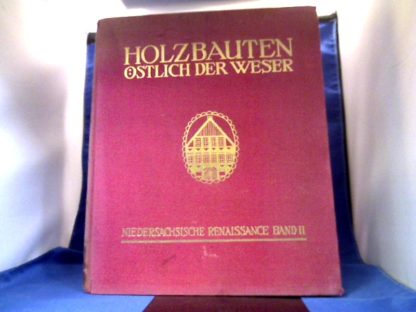 HOLZBAUTEN
ÖSTLICH DER WESER
NIEDERSÄCHSISCHE RENAISSANCE BAND II